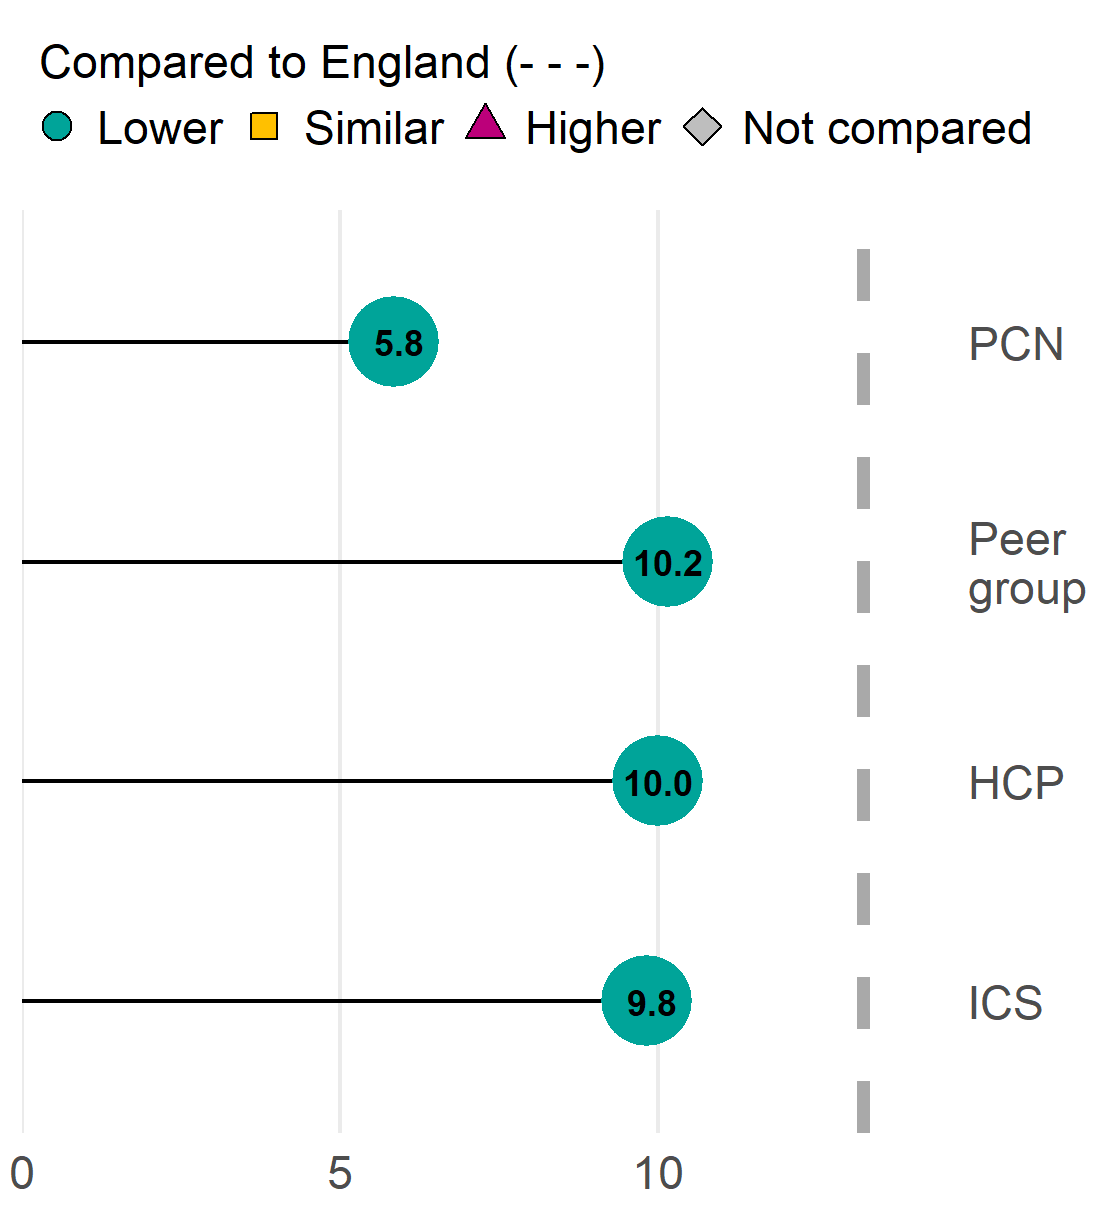 Compared to England (- - -)
Lower Similar Higher Not compared
5.8 PCN
10.2 Peer
group
10.0 HCP
9.8 ICS
0 5 10